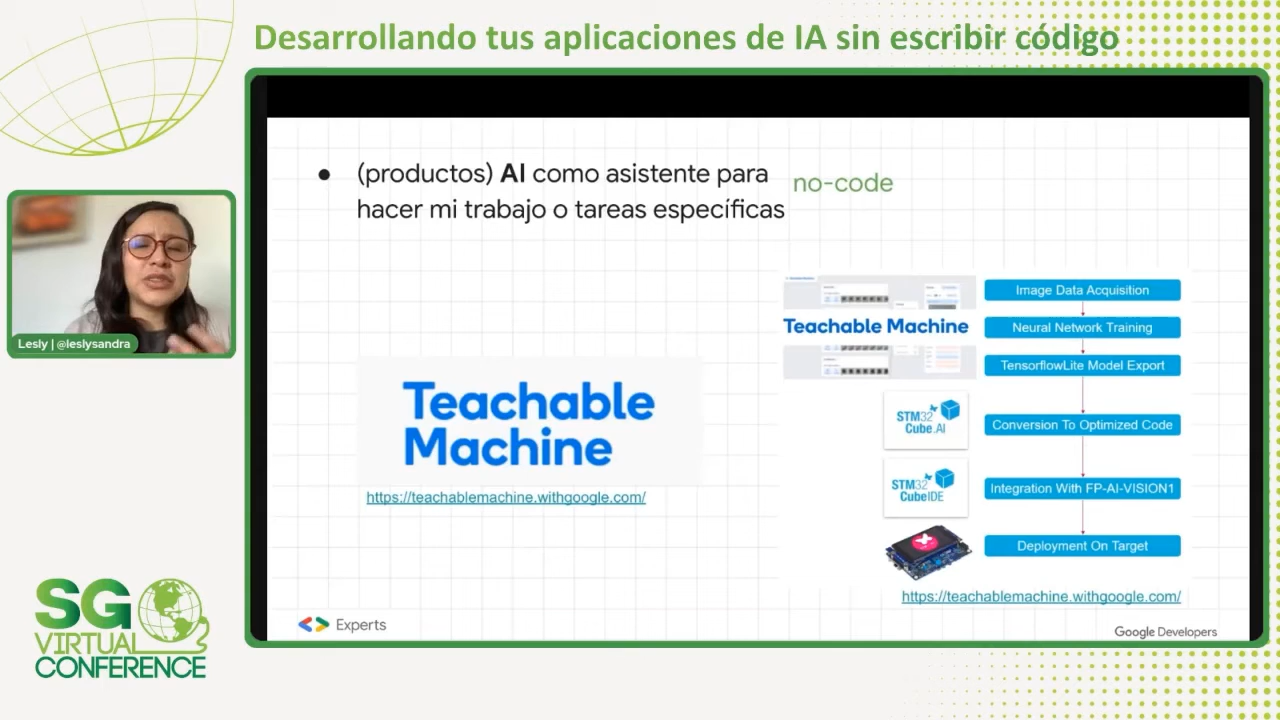 Desarrollando tus aplicaciones de IA sin escribir código
● (productos) AI como asistente para
hacer mi trabajo o tareas específicas
no-code
Lesly | @leslysandra
Teachable
Machine
https://teachablemachine.withgoogle.com/
Teachable Machine
Image Data Acquisition
Neural Network Training
TensorflowLite Model Export
STM32
Cube.AI
Conversion To Optimized Code
STM32
CubeIDE
Integration With FP-AI-VISION1
Deployment On Target
https://teachablemachine.withgoogle.com/
Experts
Google Developers
SG
VIRTUAL
CONFERENCE